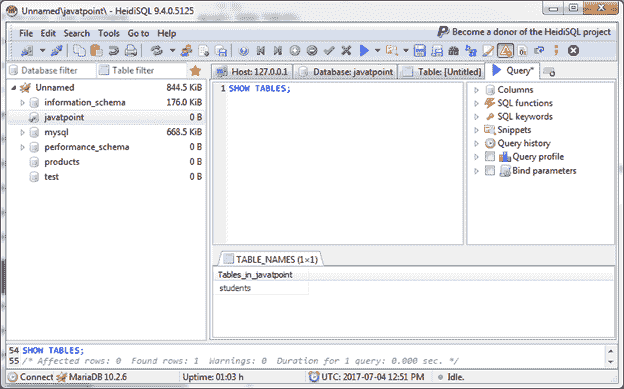 Unnamed\javatpoint\ - HeidiSQL 9.4.0.5125
File Edit Search Tools Go to Help
Become a donor of the HeidiSQL project
Database filter
Table filter
Host: 127.0.0.1
Database: javatpoint
Table: [Untitled]
Query*
Unnamed 844.5 KiB
information_schema 176.0 KiB
javatpoint 0 B
mysql 668.5 KiB
performance_schema 0 B
products 0 B
test 0 B
1 SHOW TABLES;
Columns
SQL functions
SQL keywords
Snippets
Query history
Query profile
Bind parameters
TABLE_NAMES (1×1)
Tables_in_javatpoint
students
54 SHOW TABLES;
55 /* Affected rows: 0 Found rows: 1 Warnings: 0 Duration for 1 query: 0.000 sec. */
Connect
MariaDB 10.2.6
Uptime: 01:03 h
UTC: 2017-07-04 12:51 PM
Idle.